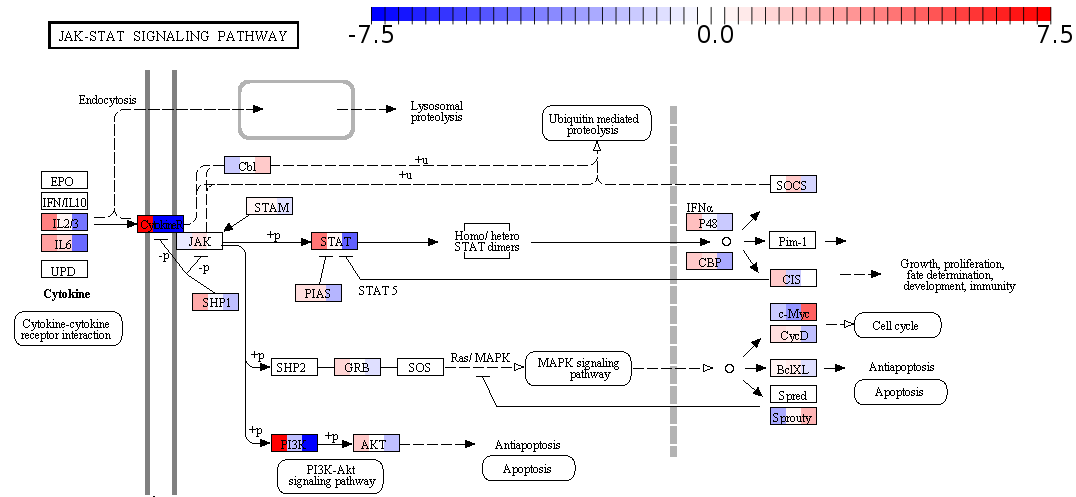 JAK-STAT SIGNALING PATHWAY
-7.5
0.0
7.5
Endocytosis
Lysosomal
proteolysis
Ubiquitin mediated
proteolysis
Cbl
+u
+u
EPO
IFN/IL10
IL2/3
IL6
UPD
Cytokine
Cytokine-cytokine
receptor interaction
STAM
JAK
+p
-p
-p
SHP1
STAT
PIAS
STAT 5
Homo/ hetero
STAT dimers
IFNα
P48
CBP
SOCS
Pim-1
CIS
Growth, proliferation,
fate determination,
development, immunity
c-Myc
CycD
Cell cycle
BclXL
Antiapoptosis
Spred
Apoptosis
Sprouty
+p
SHP2
GRB
SOS
Ras/ MAPK
MAPK signaling
pathway
+p
PI3K
+p
AKT
Antiapoptosis
PI3K-Akt
signaling pathway
Apoptosis